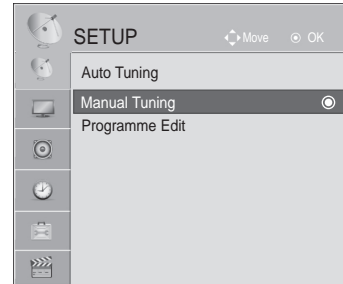 SETUP
Move
OK
Auto Tuning
Manual Tuning
Programme Edit